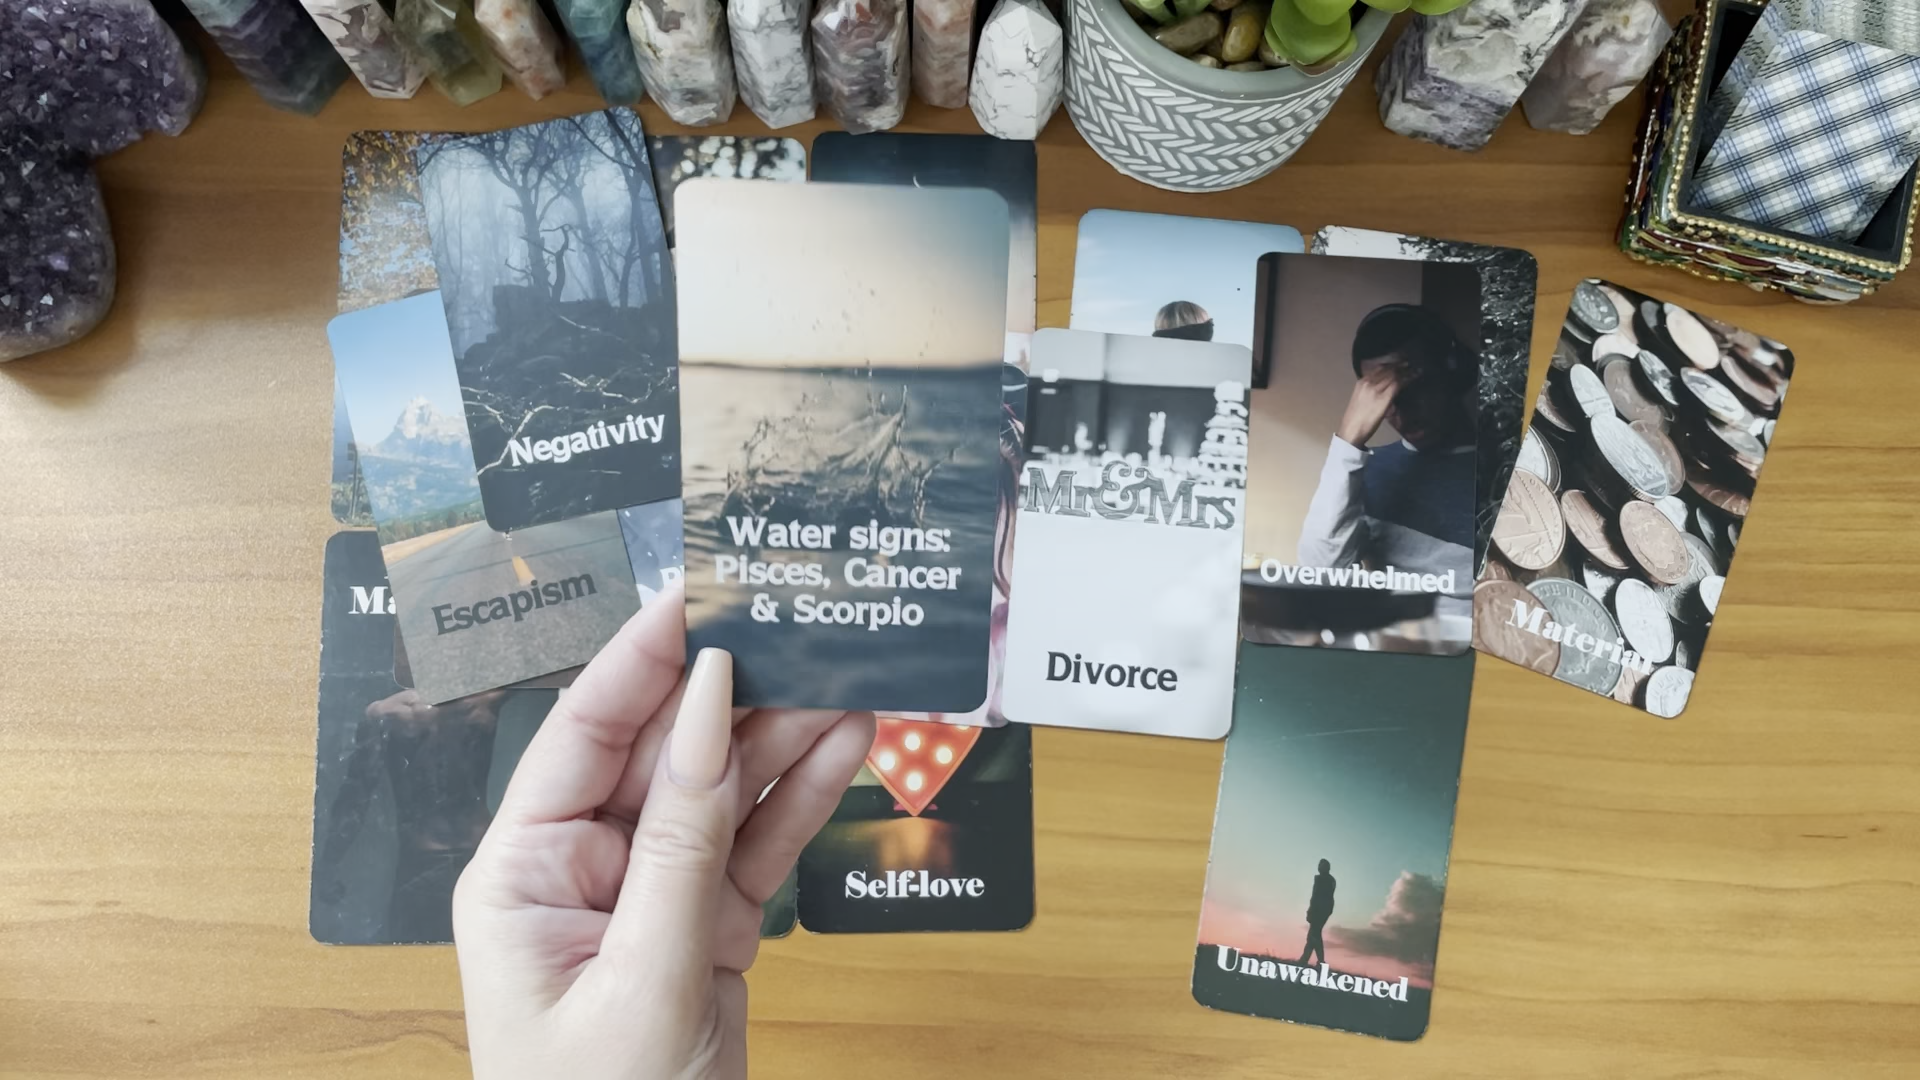 Negativity
Escapism
Water signs:
Pisces, Cancer
& Scorpio
Mr&Mrs
Divorce
Overwhelmed
Material
Self-love
Unawakened